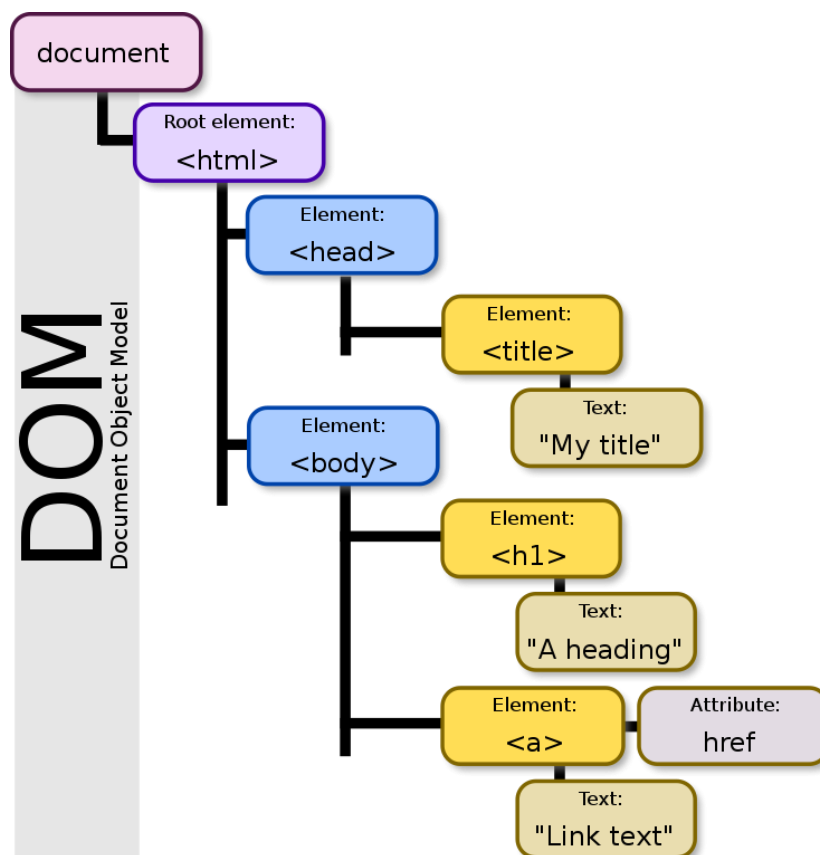 document
Root element:
<html>
Element:
<head>
Element:
<title>
Text:
"My title"
Element:
<body>
Element:
<h1>
Text:
"A heading"
Element:
<a>
Attribute:
href
Text:
"Link text"
DOM
Document Object Model